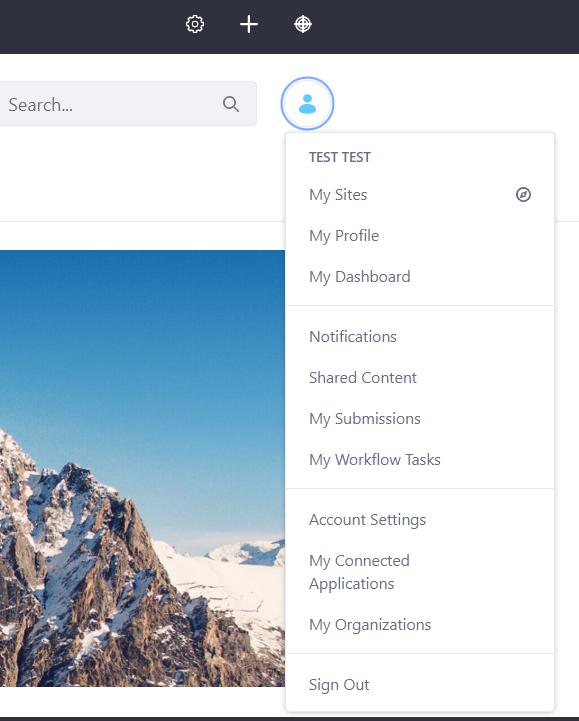 Search...
TEST TEST
My Sites
My Profile
My Dashboard
Notifications
Shared Content
My Submissions
My Workflow Tasks
Account Settings
My Connected
Applications
My Organizations
Sign Out